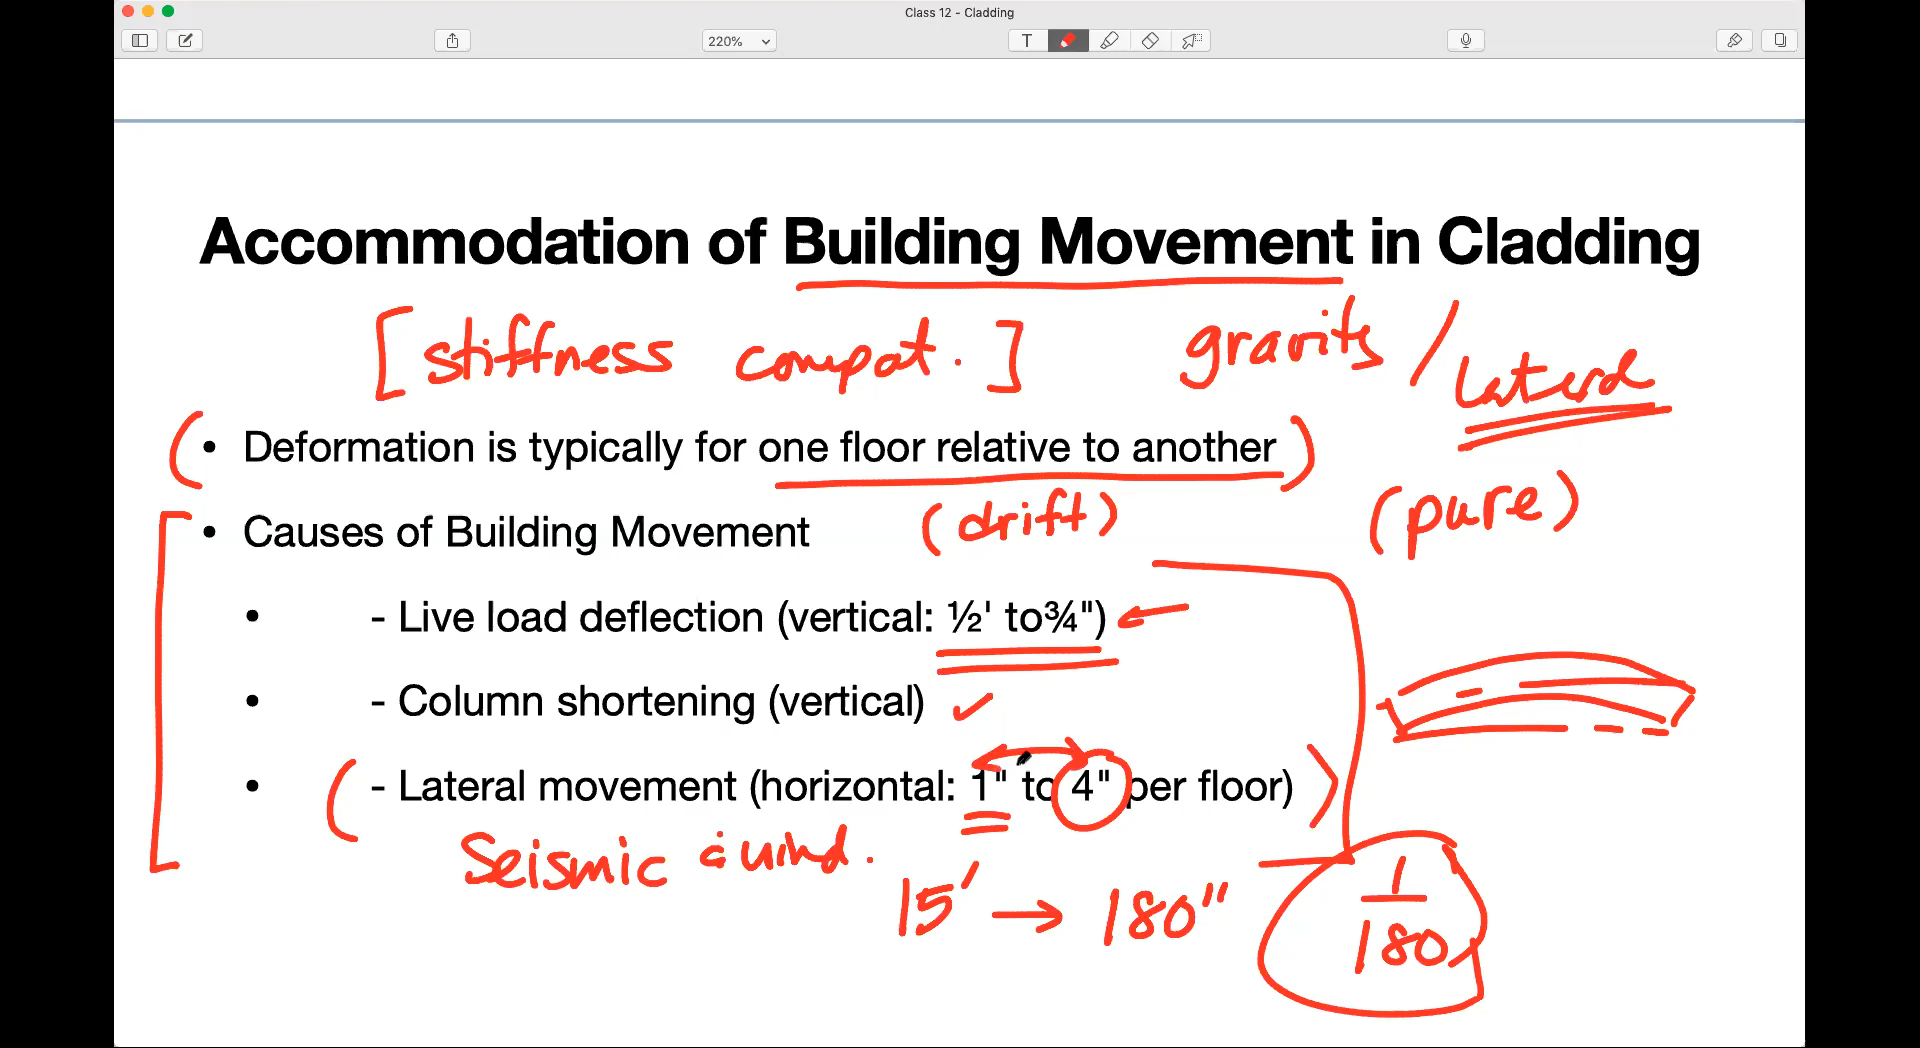 Class 12 - Cladding
220%
T
Accommodation of Building Movement in Cladding
[stiffness compat.] gravity / lateral
• Deformation is typically for one floor relative to another
(drift) (pure)
• Causes of Building Movement
• - Live load deflection (vertical: ½' to¾")
• - Column shortening (vertical)
• - Lateral movement (horizontal: 1" to 4" per floor)
Seismic & wind.
15' → 180" 1/180